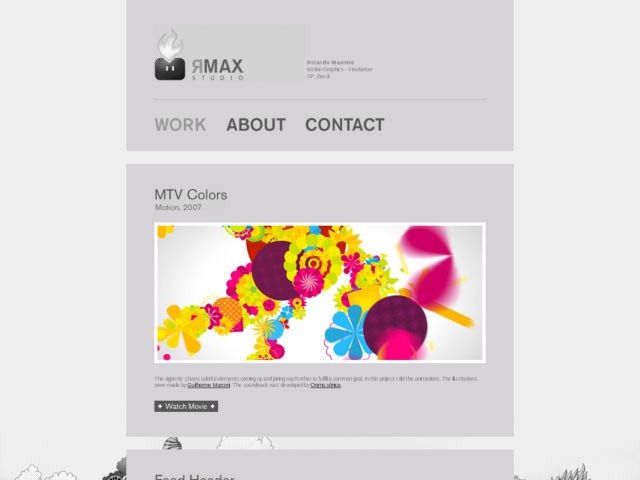 ЯMAX
STUDIO
Ricardo Maximo
Motion Graphics - Freelancer
SP, Brazil
WORK ABOUT CONTACT
MTV Colors
Motion, 2007
The vignette shows colorful elements coming up and joining each other to fulfill a common goal. In this project I did the animations. The illustrations
were made by Guilherme Marconi. The soundtrack was developed by
Watch Movie
Feed Header